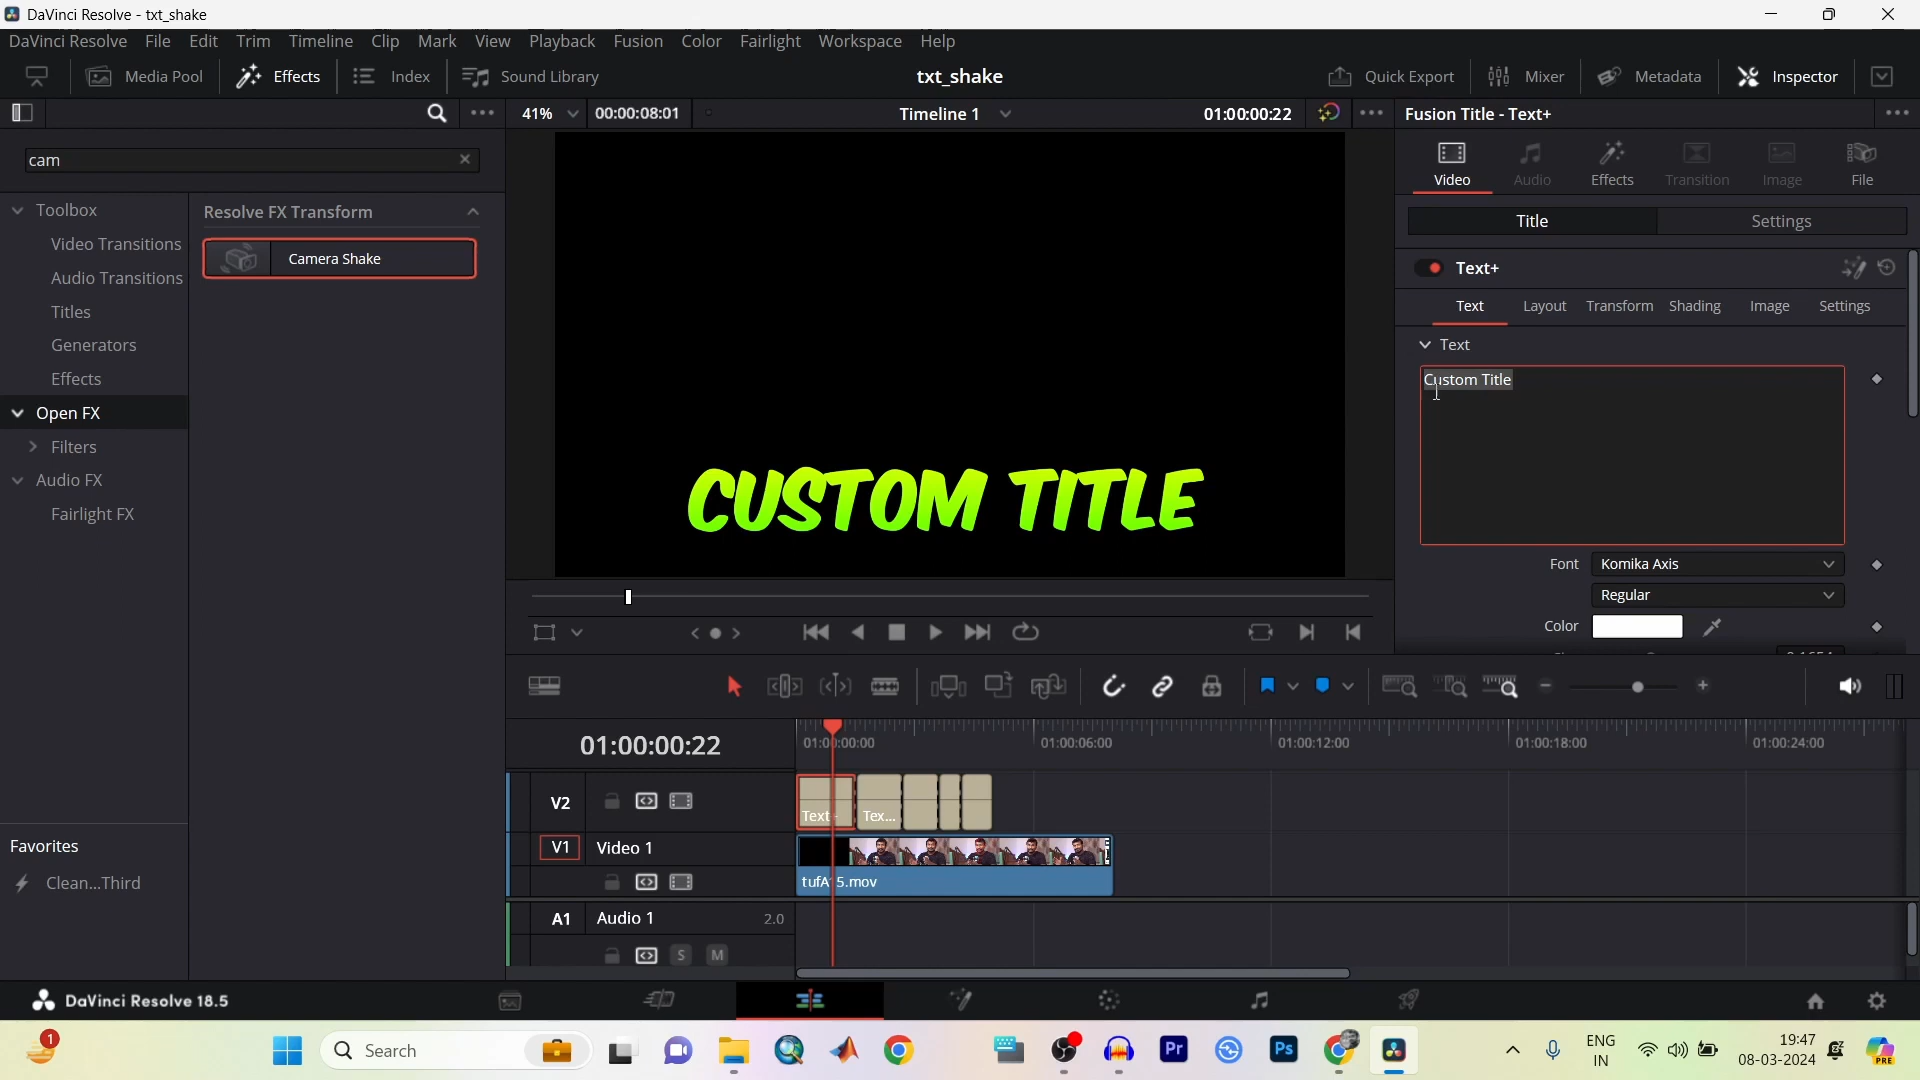 DaVinci Resolve - txt_shake
DaVinci Resolve File Edit Trim Timeline Clip Mark View Playback Fusion Color Fairlight Workspace Help
Media Pool Effects Index Sound Library txt_shake Quick Export Mixer Metadata Inspector
41% 00:00:08:01 Timeline 1 01:00:00:22 Fusion Title - Text+
cam
Video Audio Effects Transition Image File
Toolbox
Resolve FX Transform
Title Settings
Video Transitions
Camera Shake
Audio Transitions
Text+
Titles
Text Layout Transform Shading Image Settings
Generators
Text
Effects
Custom Title
Open FX
Filters
Audio FX
Fairlight FX
CUSTOM TITLE
Font Komika Axis
Regular
Color
01:00:00:22
01:00:00:00 01:00:06:00 01:00:12:00 01:00:18:00 01:00:24:00
V2
Text+ Tex...
Favorites
V1 Video 1
Clean...Third
tufA15.mov
A1 Audio 1 2.0
S M
DaVinci Resolve 18.5
1
Search
Pr
Ps
ENG
IN
19:47
08-03-2024
PRE